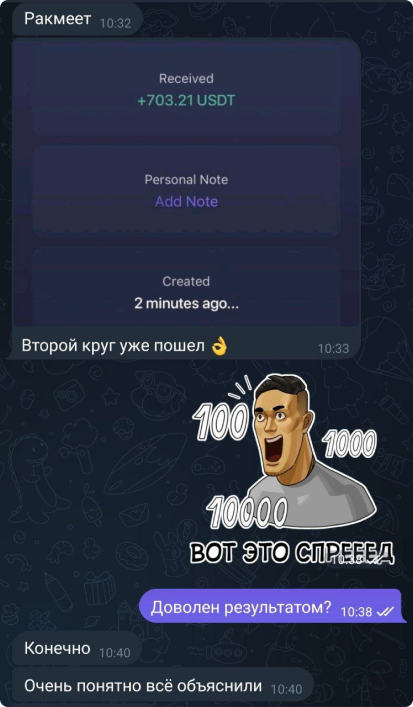 Ракмеет 10:32
Received
+703.21 USDT
Personal Note
Add Note
Created
2 minutes ago...
Второй круг уже пошел 👌 10:33
100
1000
10000
ВОТ ЭТО СПРЕЕЕД
10:38
Доволен результатом? 10:38
Конечно 10:40
Очень понятно всё объяснили 10:40